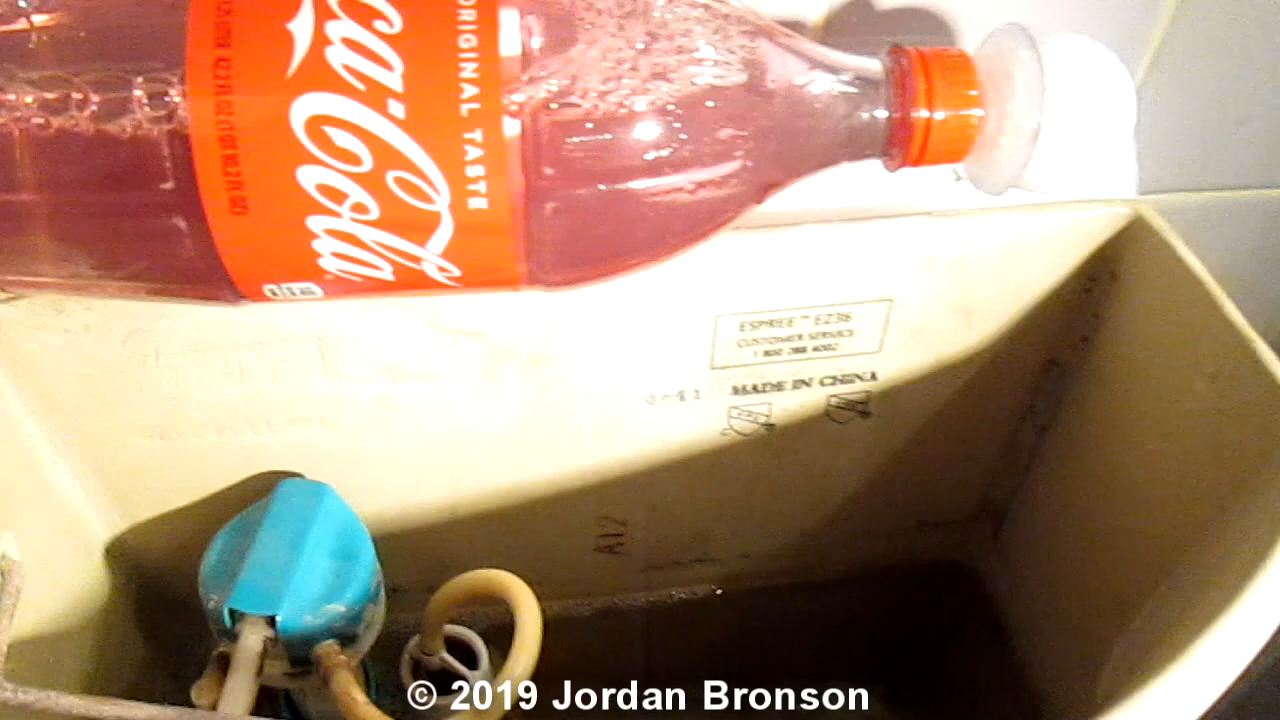 Coca-Cola
ORIGINAL TASTE
ESPREE™ EZ36
CUSTOMER SERVICE
MADE IN CHINA
A12
© 2019 Jordan Bronson